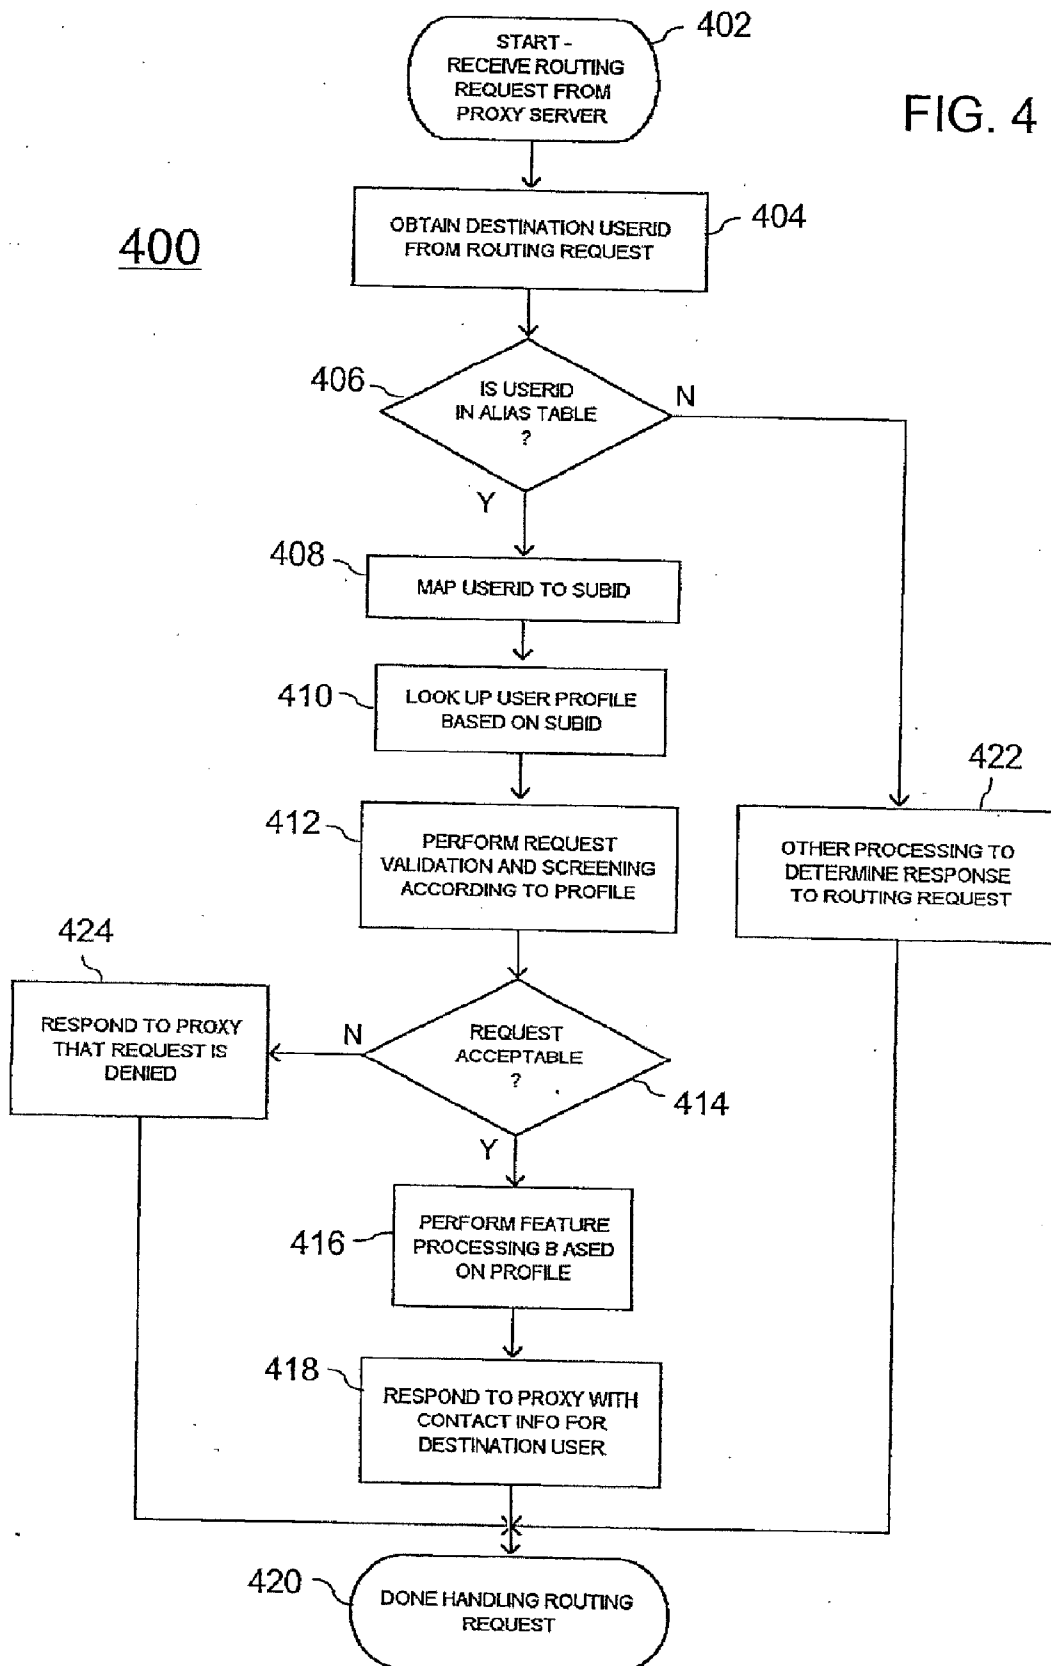 START -
RECEIVE ROUTING
REQUEST FROM
PROXY SERVER
402
FIG. 4
400
OBTAIN DESTINATION USERID
FROM ROUTING REQUEST
404
406
IS USERID
IN ALIAS TABLE
?
N
Y
408
MAP USERID TO SUBID
410
LOOK UP USER PROFILE
BASED ON SUBID
412
PERFORM REQUEST
VALIDATION AND SCREENING
ACCORDING TO PROFILE
422
OTHER PROCESSING TO
DETERMINE RESPONSE
TO ROUTING REQUEST
424
RESPOND TO PROXY
THAT REQUEST IS
DENIED
N
REQUEST
ACCEPTABLE
?
414
Y
416
PERFORM FEATURE
PROCESSING B ASED
ON PROFILE
418
RESPOND TO PROXY WITH
CONTACT INFO FOR
DESTINATION USER
420
DONE HANDLING ROUTING
REQUEST